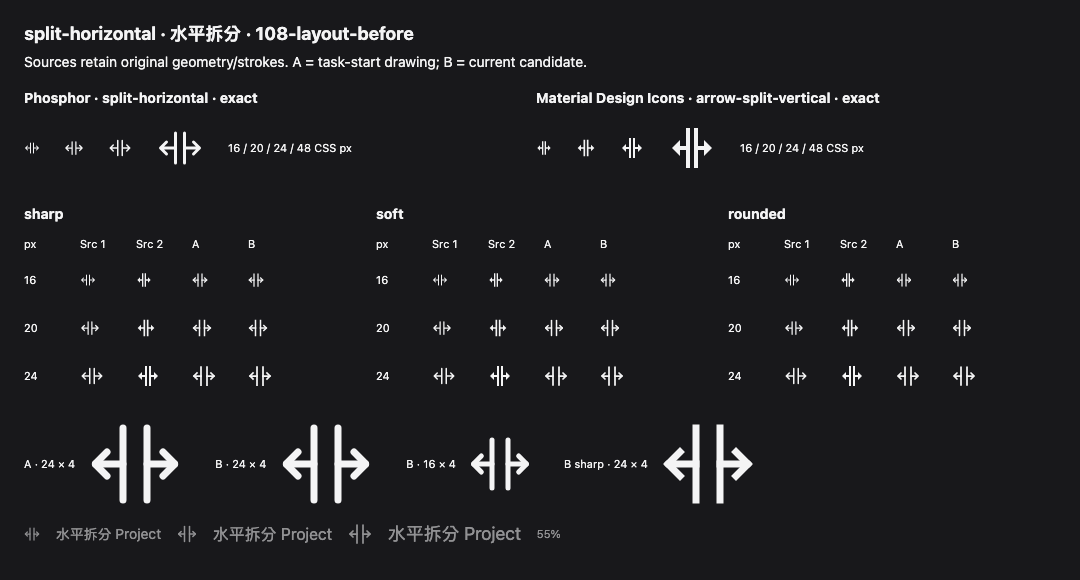 split-horizontal · 水平拆分 · 108-layout-before
Sources retain original geometry/strokes. A = task-start drawing; B = current candidate.
Phosphor · split-horizontal · exact
16 / 20 / 24 / 48 CSS px
Material Design Icons · arrow-split-vertical · exact
16 / 20 / 24 / 48 CSS px
sharp
px Src 1 Src 2 A B
16
20
24
soft
px Src 1 Src 2 A B
16
20
24
rounded
px Src 1 Src 2 A B
16
20
24
A · 24 × 4
B · 24 × 4
B · 16 × 4
B sharp · 24 × 4
水平拆分 Project 水平拆分 Project 水平拆分 Project 55%